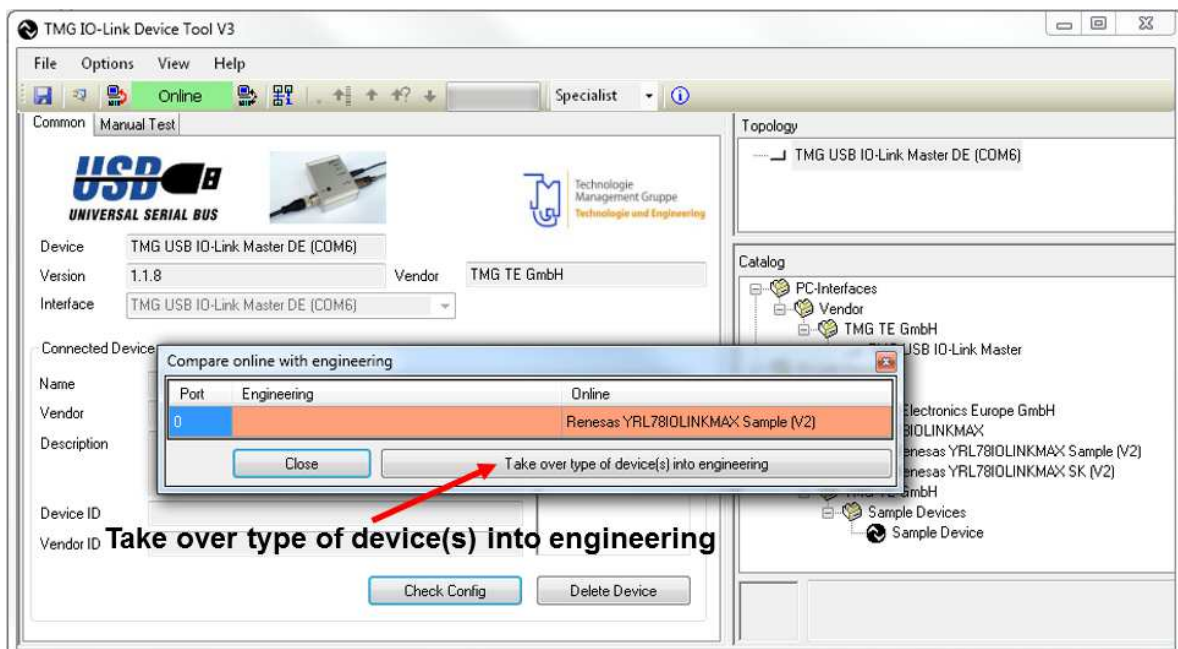 TMG IO-Link Device Tool V3
File Options View Help
Online Specialist
Common Manual Test
USB
UNIVERSAL SERIAL BUS
Technologie
Management Gruppe
Technologie und Engineering
Device TMG USB IO-Link Master DE (COM6)
Version 1.1.8 Vendor TMG TE GmbH
Interface TMG USB IO-Link Master DE (COM6)
Connected Device
Name
Vendor
Description
Device ID
Vendor ID
Compare online with engineering
Port Engineering Online
0 Renesas YRL78IOLINKMAX Sample (V2)
Close Take over type of device(s) into engineering
Take over type of device(s) into engineering
Check Config Delete Device
Topology
TMG USB IO-Link Master DE (COM6)
Catalog
PC-Interfaces
Vendor
TMG TE GmbH
USB IO-Link Master
Electronics Europe GmbH
IOLINKMAX
enesas YRL78IOLINKMAX Sample (V2)
enesas YRL78IOLINKMAX SK (V2)
TMG TE GmbH
Sample Devices
Sample Device